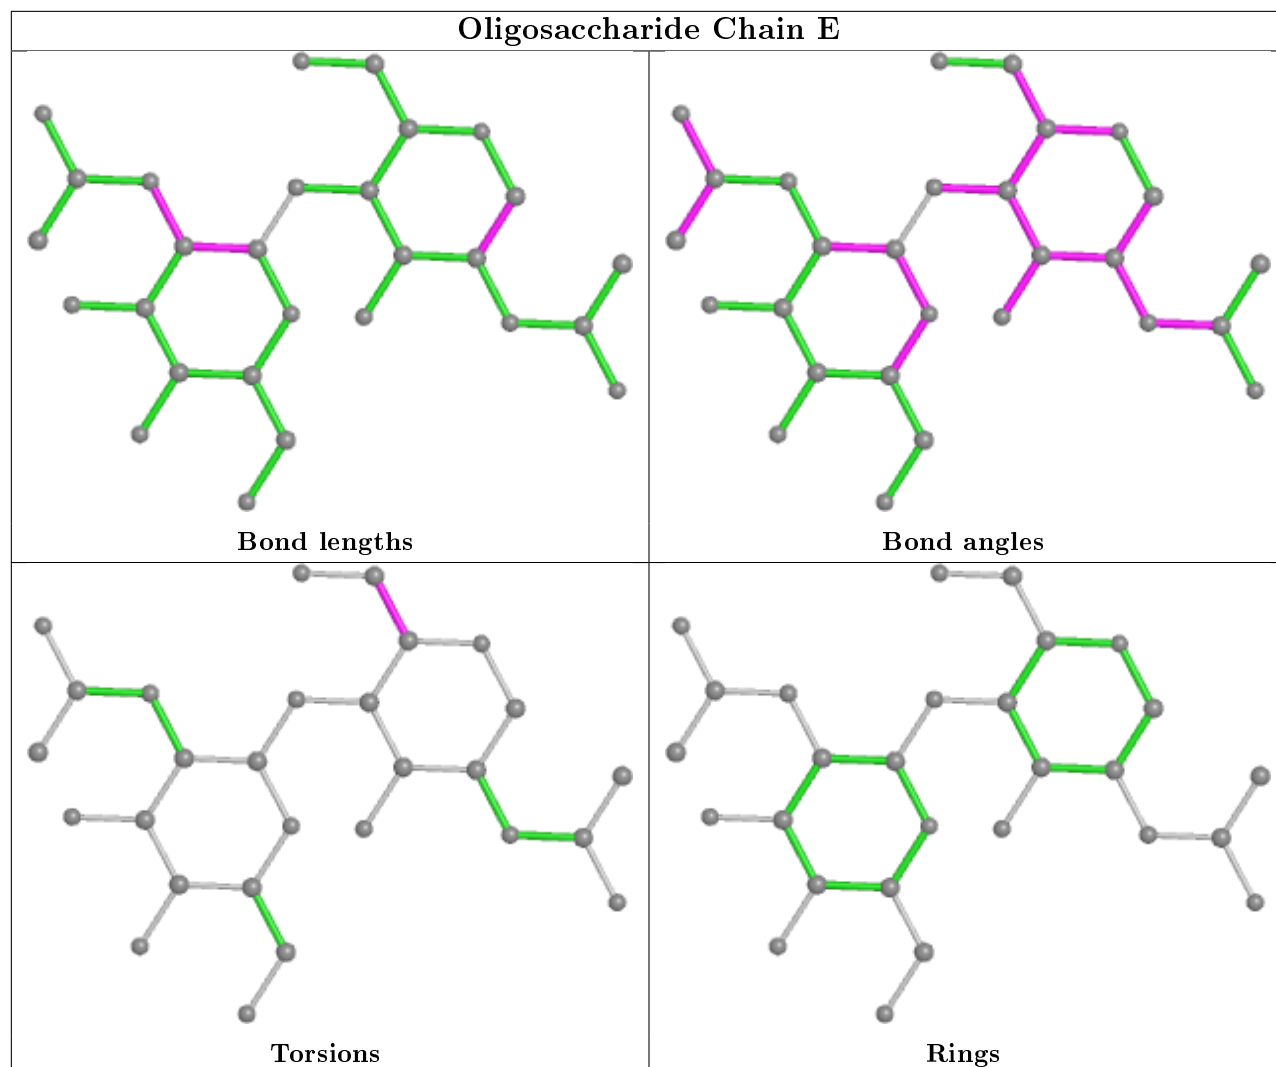 Oligosaccharide Chain E
Bond lengths
Bond angles
Torsions
Rings